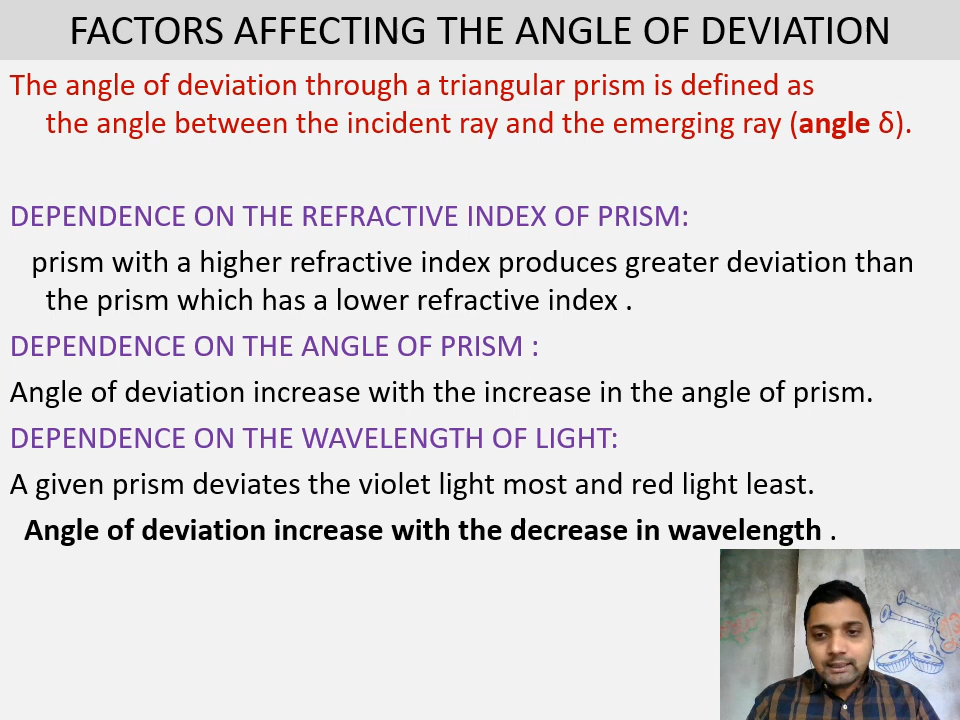 FACTORS AFFECTING THE ANGLE OF DEVIATION
The angle of deviation through a triangular prism is defined as
the angle between the incident ray and the emerging ray (angle δ).
DEPENDENCE ON THE REFRACTIVE INDEX OF PRISM:
prism with a higher refractive index produces greater deviation than
the prism which has a lower refractive index .
DEPENDENCE ON THE ANGLE OF PRISM :
Angle of deviation increase with the increase in the angle of prism.
DEPENDENCE ON THE WAVELENGTH OF LIGHT:
A given prism deviates the violet light most and red light least.
Angle of deviation increase with the decrease in wavelength .